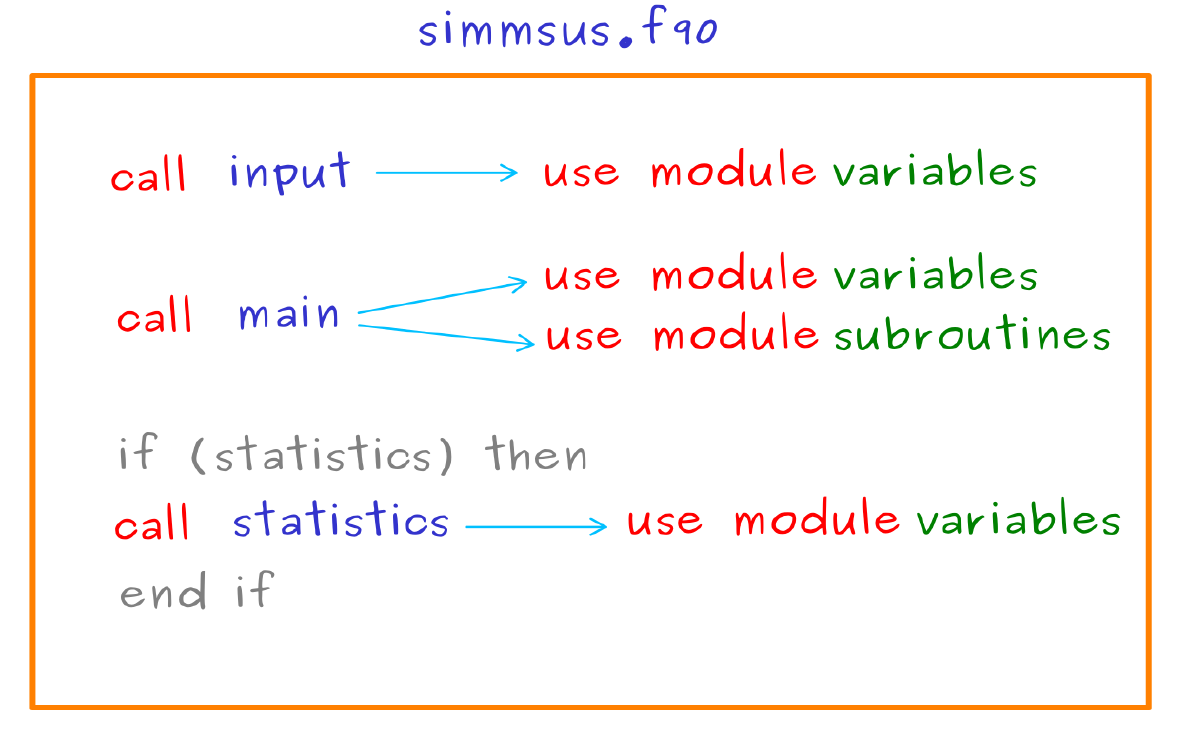 simmsus.f90
call input use module variables
use module variables
call main
use module subroutines
if (statistics) then
call statistics use module variables
end if